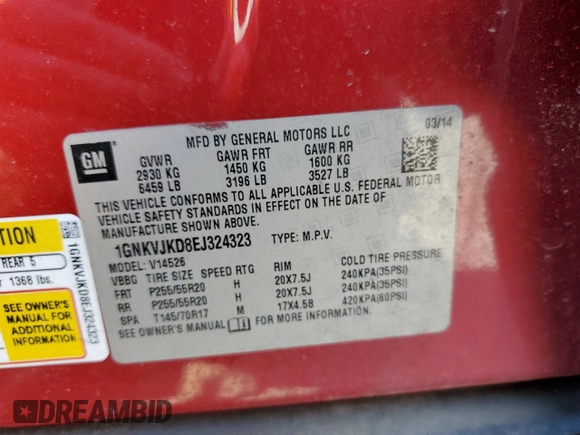 MFD BY GENERAL MOTORS LLC
03/14
GM
GVWR GAWR FRT GAWR RR
2930 KG 1450 KG 1600 KG
6459 LB 3196 LB 3527 LB
THIS VEHICLE CONFORMS TO ALL APPLICABLE U.S. FEDERAL MOTOR
VEHICLE SAFETY STANDARDS IN EFFECT ON THE DATE OF
MANUFACTURE SHOWN ABOVE.
1GNKVJKD8EJ324323 TYPE: M.P.V.
MODEL: V14526
VBBG TIRE SIZE SPEED RTG RIM COLD TIRE PRESSURE
FRT P255/55R20 H 20X7.5J 240KPA(35PSI)
RR P255/55R20 H 20X7.5J 240KPA(35PSI)
SPA T145/70R17 M 17X4.5B 420KPA(60PSI)
SEE OWNER'S MANUAL FOR MORE INFORMATION.
TION
REAR 5
r 1368 lbs.
SEE OWNER'S
MANUAL FOR
ADDITIONAL
INFORMATION
1GNKVJKD8EJ324323
DREAMBID